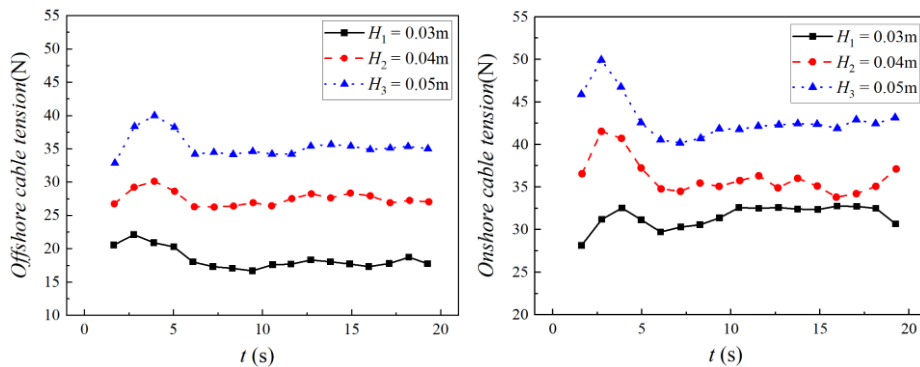 Offshore cable tension(N)
55
50
45
40
35
30
25
20
15
10
0
5
10
15
20
t (s)
H1 = 0.03m
H2 = 0.04m
H3 = 0.05m
Onshore cable tension(N)
55
50
45
40
35
30
25
20
0
5
10
15
20
t (s)
H1 = 0.03m
H2 = 0.04m
H3 = 0.05m